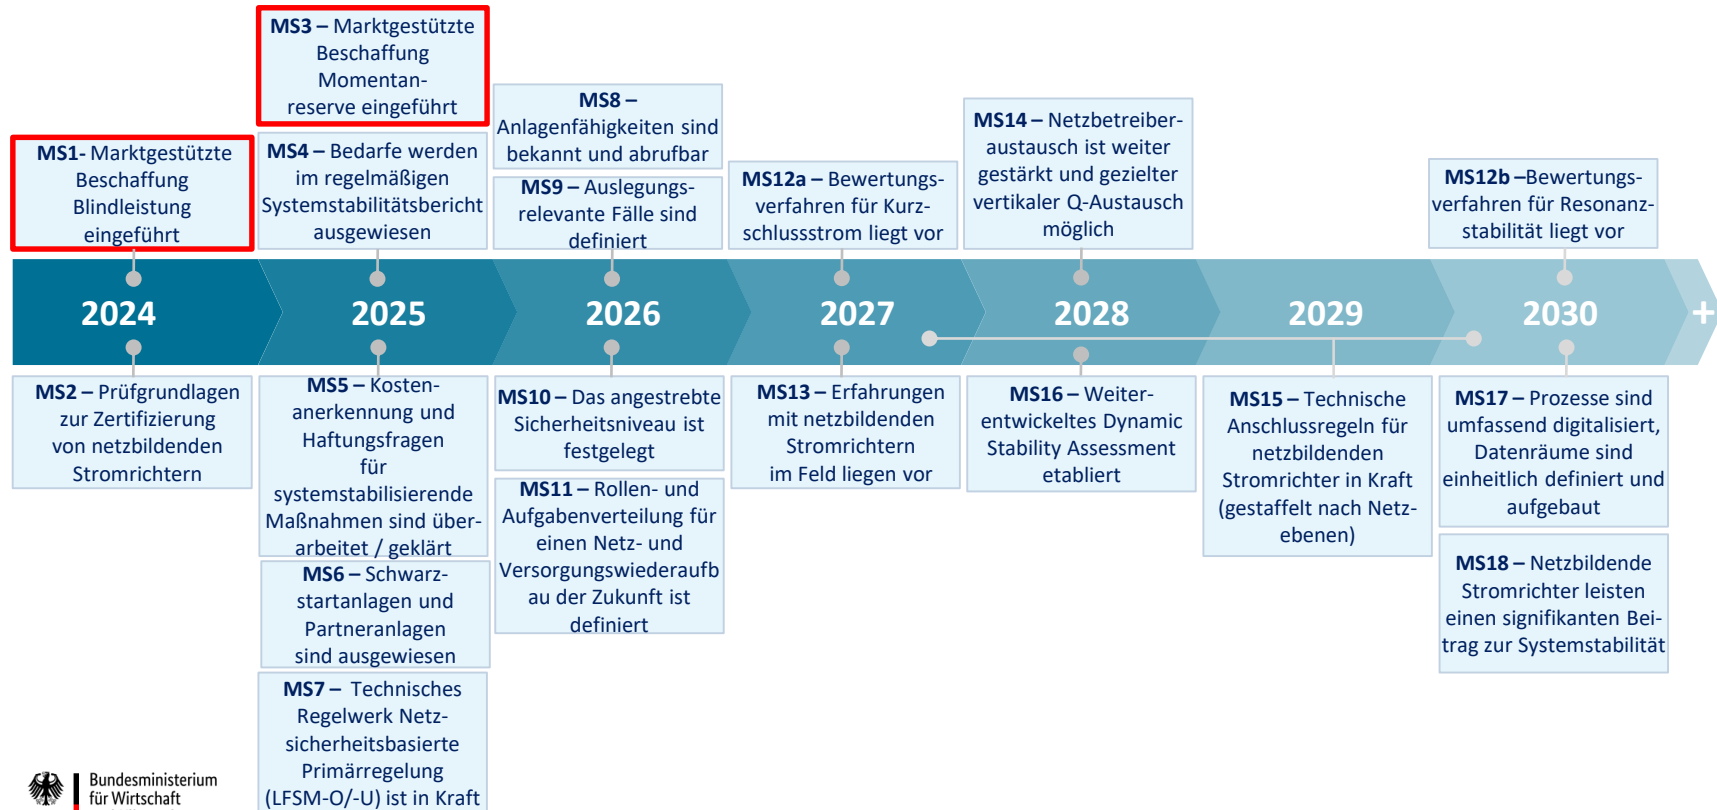 MS3 – Marktgestützte
Beschaffung
Momentan-
reserve eingeführt
MS1- Marktgestützte
Beschaffung
Blindleistung
eingeführt
MS4 – Bedarfe werden
im regelmäßigen
Systemstabilitätsbericht
ausgewiesen
MS8 –
Anlagenfähigkeiten sind
bekannt und abrufbar
MS9 – Auslegungs-
relevante Fälle sind
definiert
MS12a – Bewertungs-
verfahren für Kurz-
schlussstrom liegt vor
MS14 – Netzbetreiber-
austausch ist weiter
gestärkt und gezielter
vertikaler Q-Austausch
möglich
MS12b –Bewertungs-
verfahren für Resonanz-
stabilität liegt vor
2024
2025
2026
2027
2028
2029
2030
+
MS2 – Prüfgrundlagen
zur Zertifizierung
von netzbildenden
Stromrichtern
MS5 – Kosten-
anerkennung und
Haftungsfragen
für
systemstabilisierende
Maßnahmen sind über-
arbeitet / geklärt
MS6 – Schwarz-
startanlagen und
Partneranlagen
sind ausgewiesen
MS7 – Technisches
Regelwerk Netz-
sicherheitsbasierte
Primärregelung
(LFSM-O/-U) ist in Kraft
MS10 – Das angestrebte
Sicherheitsniveau ist
festgelegt
MS11 – Rollen- und
Aufgabenverteilung für
einen Netz- und
Versorgungswiederaufb
au der Zukunft ist
definiert
MS13 – Erfahrungen
mit netzbildenden
Stromrichtern
im Feld liegen vor
MS16 – Weiter-
entwickeltes Dynamic
Stability Assessment
etabliert
MS15 – Technische
Anschlussregeln für
netzbildenden
Stromrichter in Kraft
(gestaffelt nach Netz-
ebenen)
MS17 – Prozesse sind
umfassend digitalisiert,
Datenräume sind
einheitlich definiert und
aufgebaut
MS18 – Netzbildende
Stromrichter leisten
einen signifikanten Bei-
trag zur Systemstabilität
Bundesministerium
für Wirtschaft